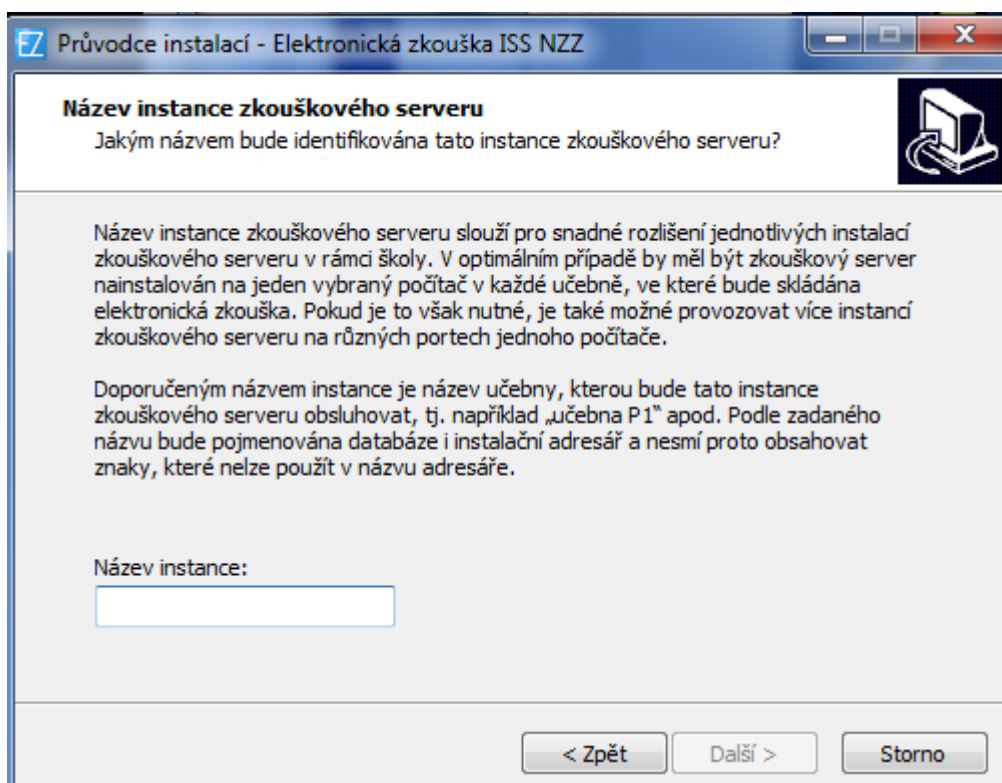 EZ Průvodce instalací - Elektronická zkouška ISS NZZ
Název instance zkouškového serveru
Jakým názvem bude identifikována tato instance zkouškového serveru?
Název instance zkouškového serveru slouží pro snadné rozlišení jednotlivých instalací
zkouškového serveru v rámci školy. V optimálním případě by měl být zkouškový server
nainstalován na jeden vybraný počítač v každé učebně, ve které bude skládána
elektronická zkouška. Pokud je to však nutné, je také možné provozovat více instancí
zkouškového serveru na různých portech jednoho počítače.
Doporučeným názvem instance je název učebny, kterou bude tato instance
zkouškového serveru obsluhovat, tj. například „učebna P1“ apod. Podle zadaného
názvu bude pojmenována databáze i instalační adresář a nesmí proto obsahovat
znaky, které nelze použít v názvu adresáře.
Název instance:
< Zpět Další > Storno